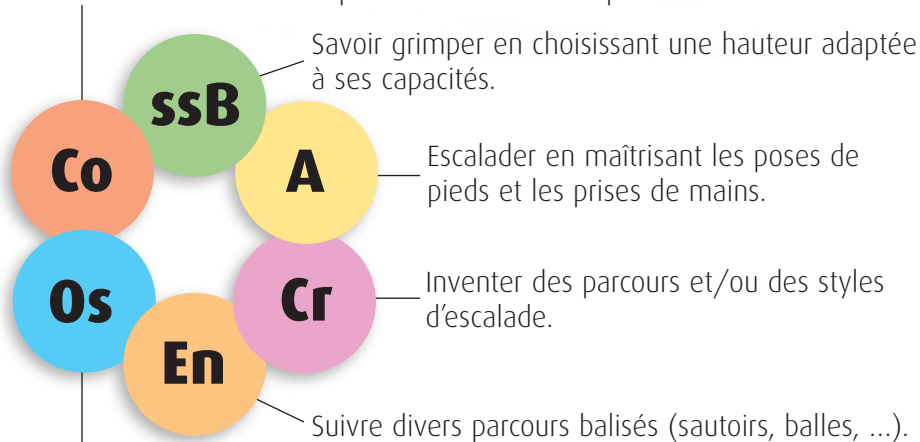 ssB
Savoir grimper en choisissant une hauteur adaptée
à ses capacités.
Co
A
Escalader en maîtrisant les poses de
pieds et les prises de mains.
Os
Cr
Inventer des parcours et/ou des styles
d'escalade.
En
Suivre divers parcours balisés (sautoirs, balles, ...).